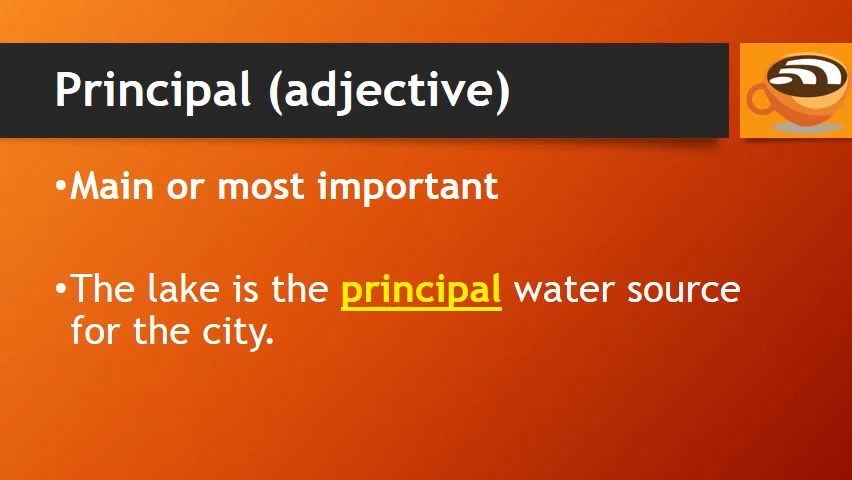 Principal (adjective)
•Main or most important
•The lake is the principal water source
for the city.